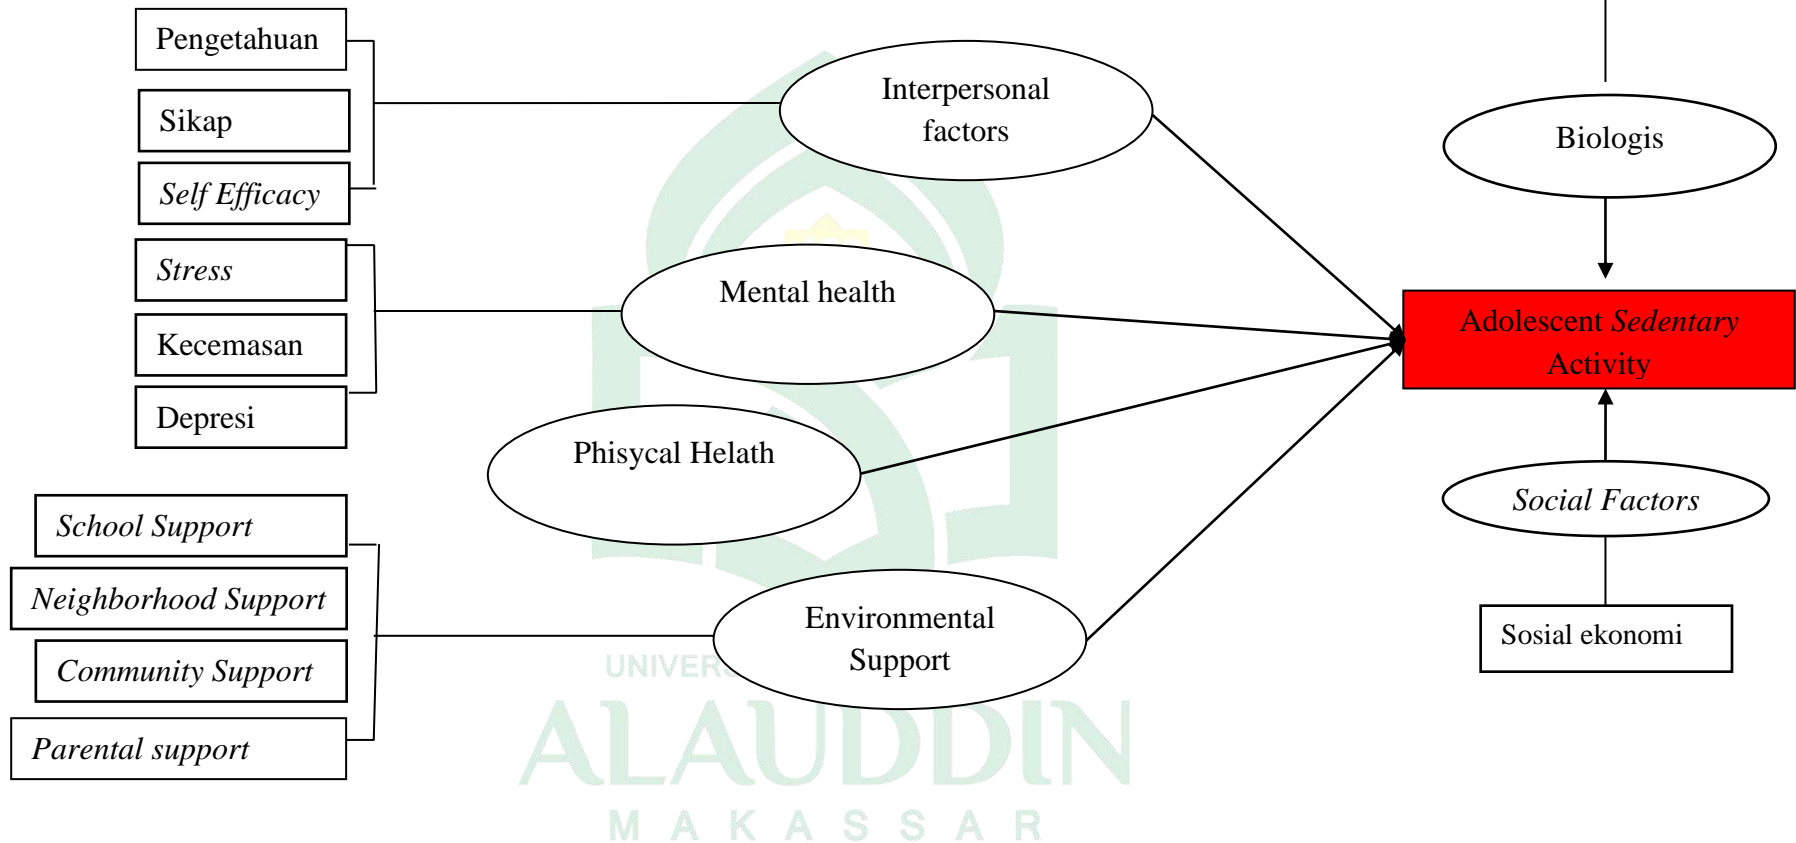 Pengetahuan
Sikap
Self Efficacy
Stress
Kecemasan
Depresi
School Support
Neighborhood Support
Community Support
Parental support
Interpersonal
factors
Mental health
Phisycal Helath
Environmental
Support
Biologis
Adolescent Sedentary
Activity
Social Factors
Sosial ekonomi
ALAUDDIN
MAKASSAR